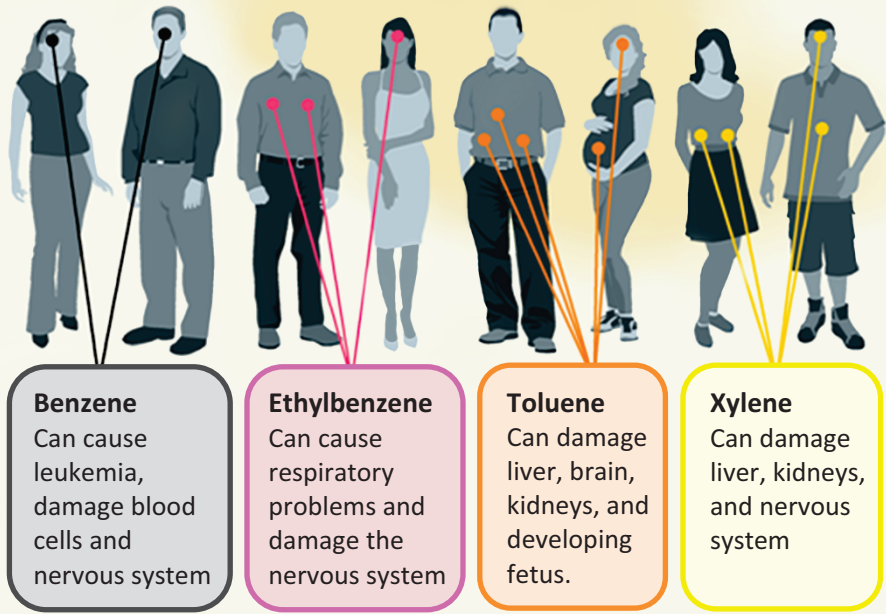 Benzene
Can cause
leukemia,
damage blood
cells and
nervous system
Ethylbenzene
Can cause
respiratory
problems and
damage the
nervous system
Toluene
Can damage
liver, brain,
kidneys, and
developing
fetus.
Xylene
Can damage
liver, kidneys,
and nervous
system